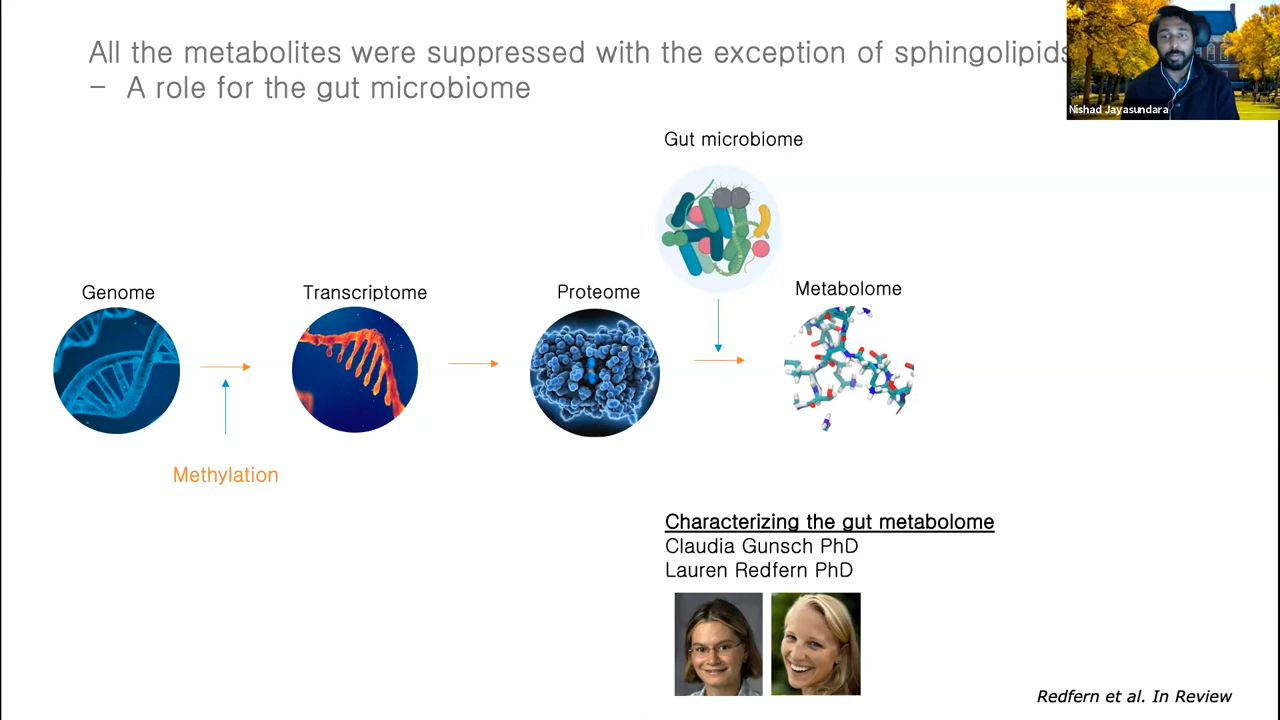 All the metabolites were suppressed with the exception of sphingolipids
– A role for the gut microbiome
Nishad Jayasundara
Gut microbiome
Genome
Transcriptome
Proteome
Metabolome
Methylation
Characterizing the gut metabolome
Claudia Gunsch PhD
Lauren Redfern PhD
Redfern et al. In Review